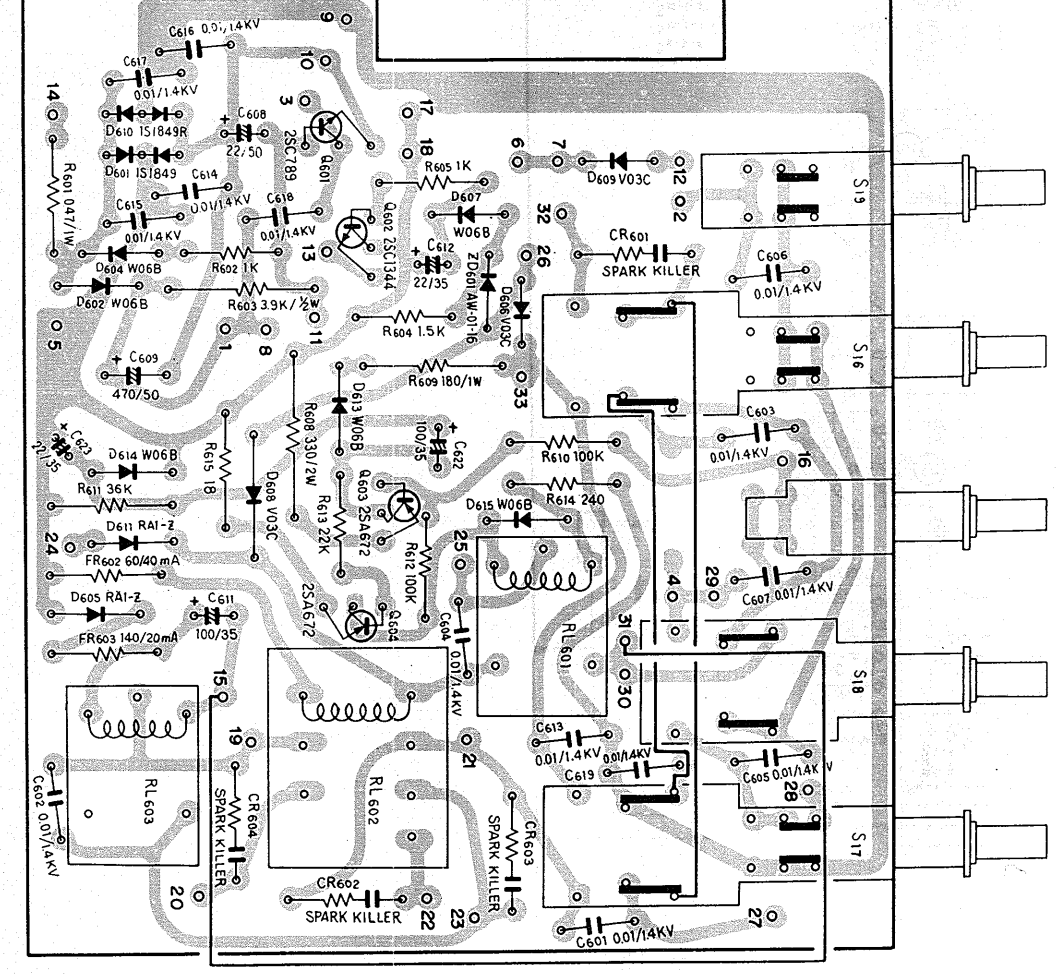 9
C616 0.01/1.4KV
10
C617
0.01/1.4KV
14
3
17
D610 1S1849R
C608
22/50
2SC789
Q601
18
6
7
D609 V03C
12
S19
D601 1S1849
R605 1K
C614
0.01/1.4KV
R601 047/1W
C615
0.01/1.4KV
C618
0.01/1.4KV
Q602 2SC1344
D607
W06B
32
2
13
C612
22/35
26
CR601
SPARK KILLER
C606
0.01/1.4KV
D604 W06B
R602 1K
ZD601 AW-01-16
D606 V03C
D602 W06B
R603 3.9K/½W
11
5
1
8
R604 1.5K
S16
C609
470/50
R609 180/1W
33
R608 330/2W
D613 W06B
C603
0.01/1.4KV
C623
22/35
D614 W06B
R615 18
100/35
C622
R610 100K
16
R611 36K
D608 V03C
Q603 2SA672
R614 240
D611 RA1-Z
R613 22K
D615 W06B
24
FR602 60/40mA
R612 100K
25
4
29
C607 0.01/1.4KV
D605 RA1-Z
C611
100/35
2SA672
Q604
C604
0.01/1.4KV
RL601
31
FR603 140/20mA
30
S18
15
19
21
C613
0.01/1.4KV
0.01/1.4KV
C619
C605 0.01/1.4KV
28
C602 0.01/1.4KV
RL603
CR604
SPARK KILLER
RL602
CR603
SPARK KILLER
S17
20
CR602
SPARK KILLER
22
23
C601 0.01/1.4KV
27